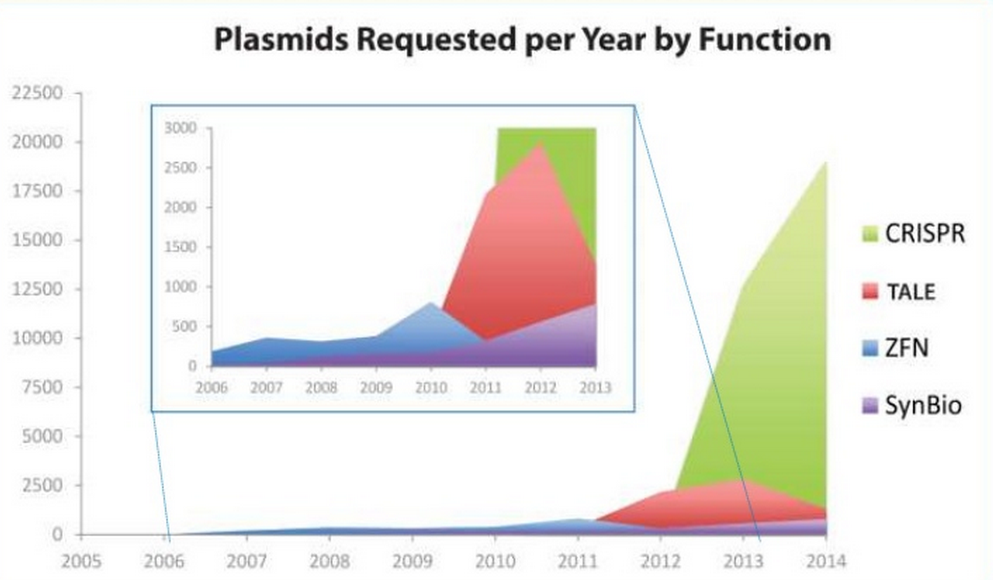 Plasmids Requested per Year by Function
22500
20000
17500
15000
12500
10000
7500
5000
2500
0
2005 2006 2007 2008 2009 2010 2011 2012 2013 2014
3000
2500
2000
1500
1000
500
0
2006 2007 2008 2009 2010 2011 2012 2013
CRISPR
TALE
ZFN
SynBio